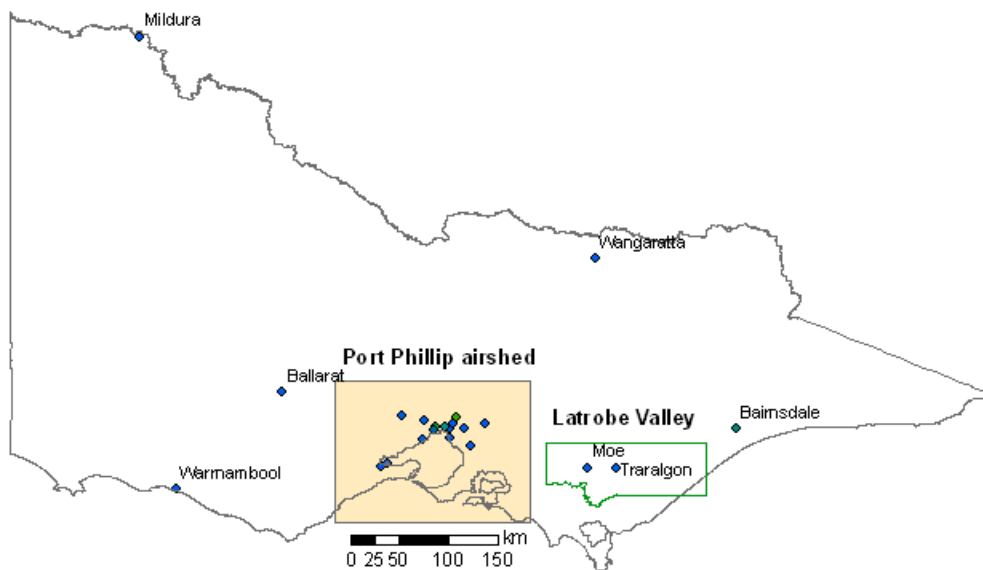 Mildura
Wangaratta
Port Phillip airshed
Ballarat
Latrobe Valley
Bairnsdale
Moe
Traralgon
Warrnambool
km
0 25 50 100 150